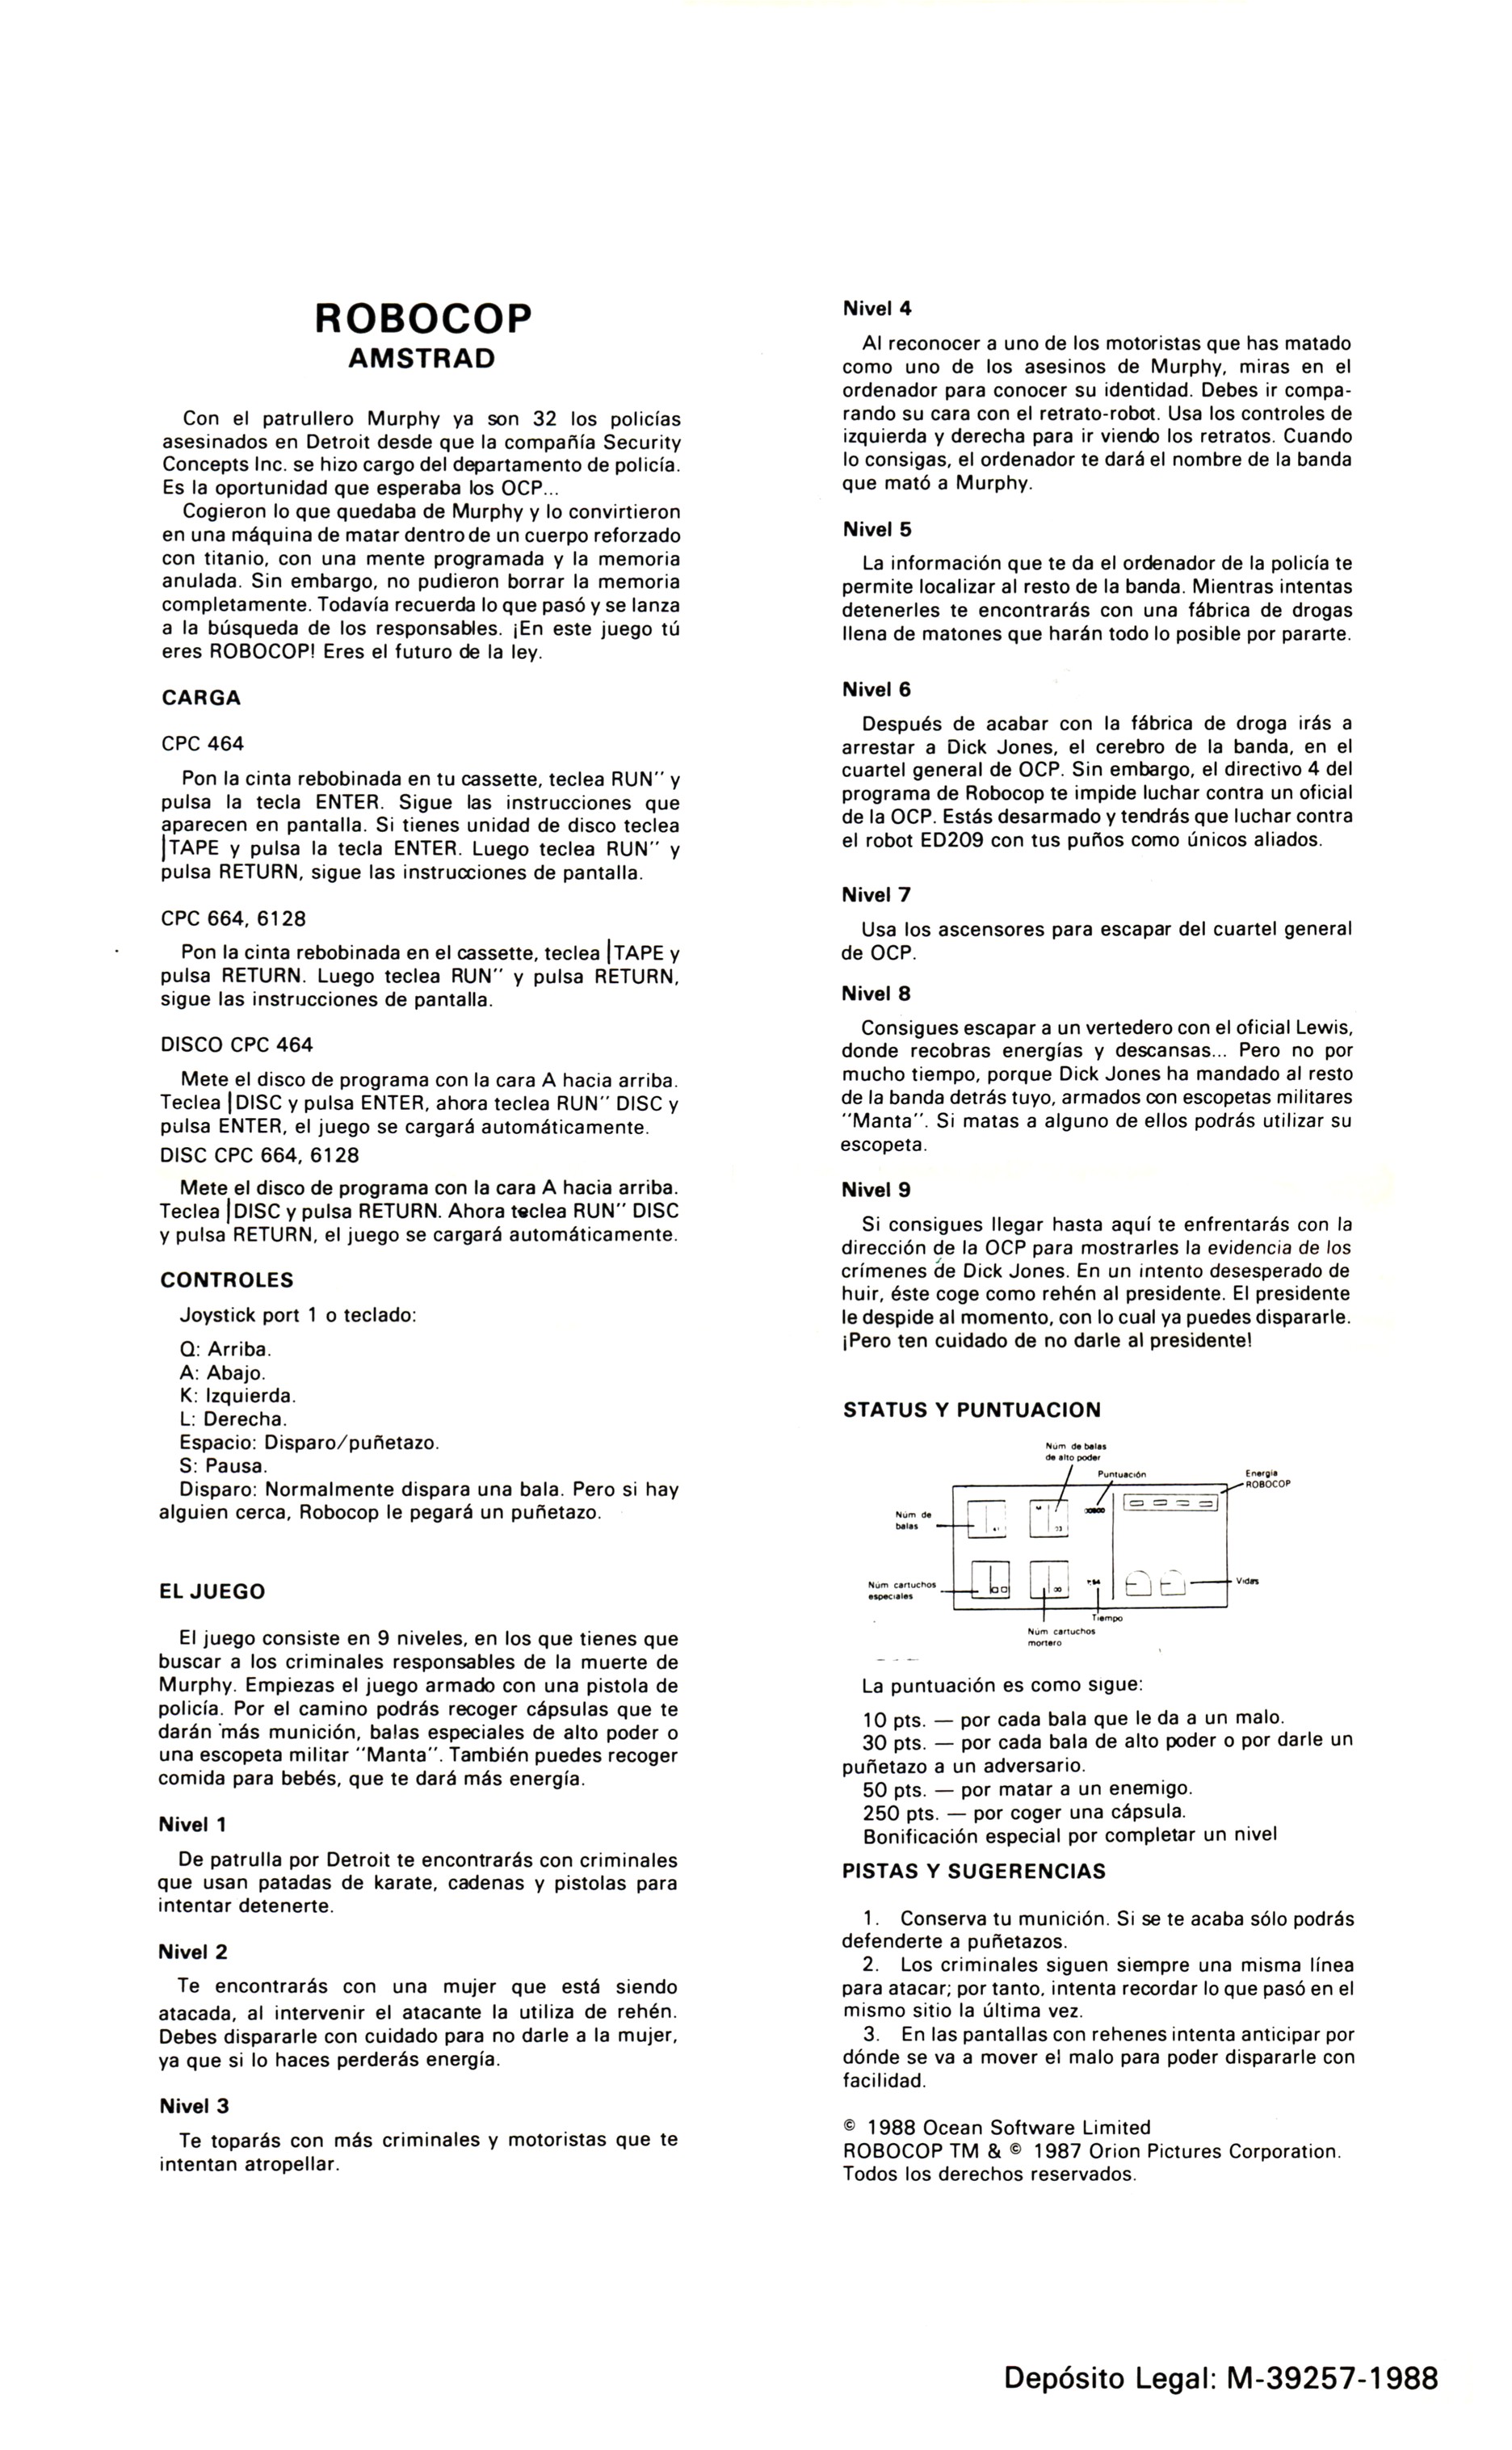 ROBOCOP
AMSTRAD
Con el patrullero Murphy ya son 32 los policías
asesinados en Detroit desde que la compañía Security
Concepts Inc. se hizo cargo del departamento de policía.
Es la oportunidad que esperaba los OCP...
Cogieron lo que quedaba de Murphy y lo convirtieron
en una máquina de matar dentro de un cuerpo reforzado
con titanio, con una mente programada y la memoria
anulada. Sin embargo, no pudieron borrar la memoria
completamente. Todavía recuerda lo que pasó y se lanza
a la búsqueda de los responsables. ¡En este juego tú
eres ROBOCOP! Eres el futuro de la ley.
CARGA
CPC 464
Pon la cinta rebobinada en tu cassette, teclea RUN" y
pulsa la tecla ENTER. Sigue las instrucciones que
aparecen en pantalla. Si tienes unidad de disco teclea
|TAPE y pulsa la tecla ENTER. Luego teclea RUN" y
pulsa RETURN, sigue las instrucciones de pantalla.
CPC 664, 6128
Pon la cinta rebobinada en el cassette, teclea |TAPE y
pulsa RETURN. Luego teclea RUN" y pulsa RETURN,
sigue las instrucciones de pantalla.
DISCO CPC 464
Mete el disco de programa con la cara A hacia arriba.
Teclea |DISC y pulsa ENTER, ahora teclea RUN" DISC y
pulsa ENTER, el juego se cargará automáticamente.
DISC CPC 664, 6128
Mete el disco de programa con la cara A hacia arriba.
Teclea |DISC y pulsa RETURN. Ahora teclea RUN" DISC
y pulsa RETURN, el juego se cargará automáticamente.
CONTROLES
Joystick port 1 o teclado:
Q: Arriba.
A: Abajo.
K: Izquierda.
L: Derecha.
Espacio: Disparo/puñetazo.
S: Pausa.
Disparo: Normalmente dispara una bala. Pero si hay
alguien cerca, Robocop le pegará un puñetazo.
EL JUEGO
El juego consiste en 9 niveles, en los que tienes que
buscar a los criminales responsables de la muerte de
Murphy. Empiezas el juego armado con una pistola de
policía. Por el camino podrás recoger cápsulas que te
darán más munición, balas especiales de alto poder o
una escopeta militar "Manta". También puedes recoger
comida para bebés, que te dará más energía.
Nivel 1
De patrulla por Detroit te encontrarás con criminales
que usan patadas de karate, cadenas y pistolas para
intentar detenerte.
Nivel 2
Te encontrarás con una mujer que está siendo
atacada, al intervenir el atacante la utiliza de rehén.
Debes dispararle con cuidado para no darle a la mujer,
ya que si lo haces perderás energía.
Nivel 3
Te toparás con más criminales y motoristas que te
intentan atropellar.
Nivel 4
Al reconocer a uno de los motoristas que has matado
como uno de los asesinos de Murphy, miras en el
ordenador para conocer su identidad. Debes ir compa-
rando su cara con el retrato-robot. Usa los controles de
izquierda y derecha para ir viendo los retratos. Cuando
lo consigas, el ordenador te dará el nombre de la banda
que mató a Murphy.
Nivel 5
La información que te da el ordenador de la policía te
permite localizar al resto de la banda. Mientras intentas
detenerles te encontrarás con una fábrica de drogas
llena de matones que harán todo lo posible por pararte.
Nivel 6
Después de acabar con la fábrica de droga irás a
arrestar a Dick Jones, el cerebro de la banda, en el
cuartel general de OCP. Sin embargo, el directivo 4 del
programa de Robocop te impide luchar contra un oficial
de la OCP. Estás desarmado y tendrás que luchar contra
el robot ED209 con tus puños como únicos aliados.
Nivel 7
Usa los ascensores para escapar del cuartel general
de OCP.
Nivel 8
Consigues escapar a un vertedero con el oficial Lewis,
donde recobras energías y descansas... Pero no por
mucho tiempo, porque Dick Jones ha mandado al resto
de la banda detrás tuyo, armados con escopetas militares
"Manta". Si matas a alguno de ellos podrás utilizar su
escopeta.
Nivel 9
Si consigues llegar hasta aquí te enfrentarás con la
dirección de la OCP para mostrarles la evidencia de los
crímenes de Dick Jones. En un intento desesperado de
huir, éste coge como rehén al presidente. El presidente
le despide al momento, con lo cual ya puedes dispararle.
¡Pero ten cuidado de no darle al presidente!
STATUS Y PUNTUACION
Núm de balas
de alto poder
Puntuación
Energía
ROBOCOP
Núm de
balas
Núm cartuchos
especiales
Vidas
Tiempo
Núm cartuchos
mortero
La puntuación es como sigue:
10 pts. — por cada bala que le da a un malo.
30 pts. — por cada bala de alto poder o por darle un
puñetazo a un adversario.
50 pts. — por matar a un enemigo.
250 pts. — por coger una cápsula.
Bonificación especial por completar un nivel
PISTAS Y SUGERENCIAS
1. Conserva tu munición. Si se te acaba sólo podrás
defenderte a puñetazos.
2. Los criminales siguen siempre una misma línea
para atacar; por tanto, intenta recordar lo que pasó en el
mismo sitio la última vez.
3. En las pantallas con rehenes intenta anticipar por
dónde se va a mover el malo para poder dispararle con
facilidad.
© 1988 Ocean Software Limited
ROBOCOP TM & © 1987 Orion Pictures Corporation.
Todos los derechos reservados.
Depósito Legal: M-39257-1988